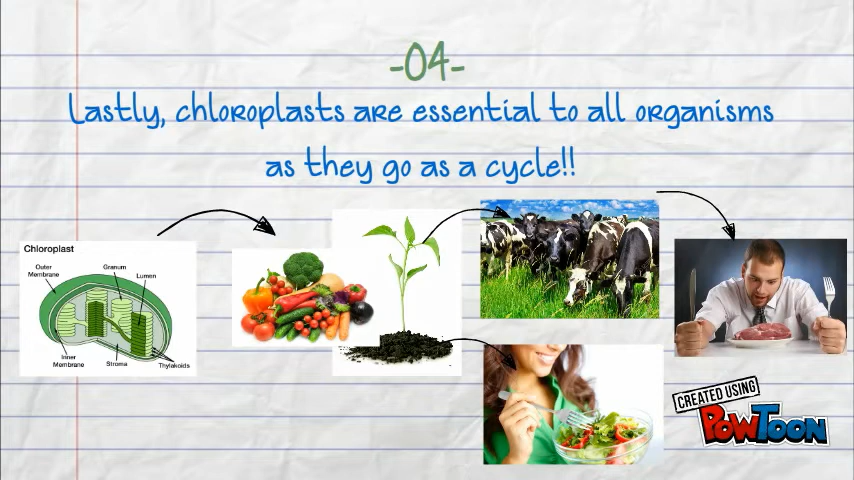 -04-
Lastly, chloroplasts are essential to all organisms
as they go as a cycle!!
Chloroplast
Outer
Membrane
Granum
Lumen
Inner
Membrane
Stroma
Thylakoids
CREATED USING
POWTOON